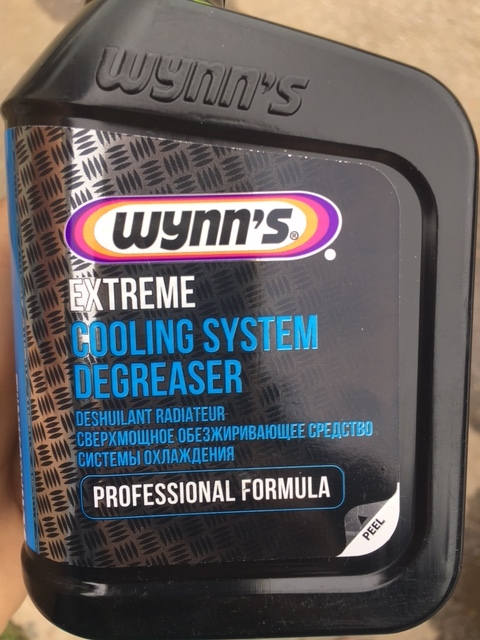 wynn's
wynn's®
EXTREME
COOLING SYSTEM
DEGREASER
DESHUILANT RADIATEUR
СВЕРХМОЩНОЕ ОБЕЗЖИРИВАЮЩЕЕ СРЕДСТВО
СИСТЕМЫ ОХЛАЖДЕНИЯ
PROFESSIONAL FORMULA
PEEL